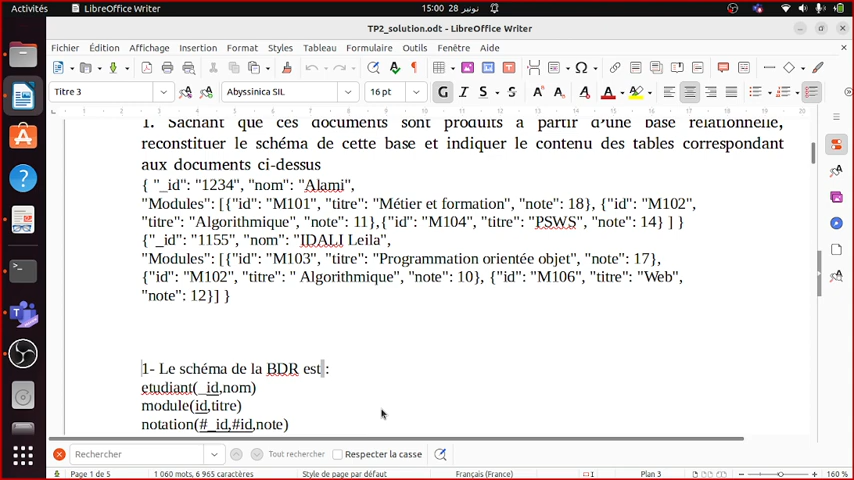 Activités
LibreOffice Writer
15:00 28 نونبر
TP2_solution.odt - LibreOffice Writer
Fichier Édition Affichage Insertion Format Styles Tableau Formulaire Outils Fenêtre Aide
Titre 3
Abyssinica SIL
16 pt
1. Sachant que ces documents sont produits à partir d'une base relationnelle,
reconstituer le schéma de cette base et indiquer le contenu des tables correspondant
aux documents ci-dessus
{ "_id": "1234", "nom": "Alami",
"Modules": [{"id": "M101", "titre": "Métier et formation", "note": 18}, {"id": "M102",
"titre": "Algorithmique", "note": 11},{"id": "M104", "titre": "PSWS", "note": 14} ] }
{"_id": "1155", "nom": "IDALI Leila",
"Modules": [{"id": "M103", "titre": "Programmation orientée objet", "note": 17},
{"id": "M102", "titre": " Algorithmique", "note": 10}, {"id": "M106", "titre": "Web",
"note": 12}] }
1- Le schéma de la BDR est :
etudiant(_id,nom)
module(id,titre)
notation(#_id,#id,note)
Rechercher
Tout rechercher
Respecter la casse
Page 1 de 5
1 060 mots, 6 965 caractères
Style de page par défaut
Français (France)
Plan 3
160 %